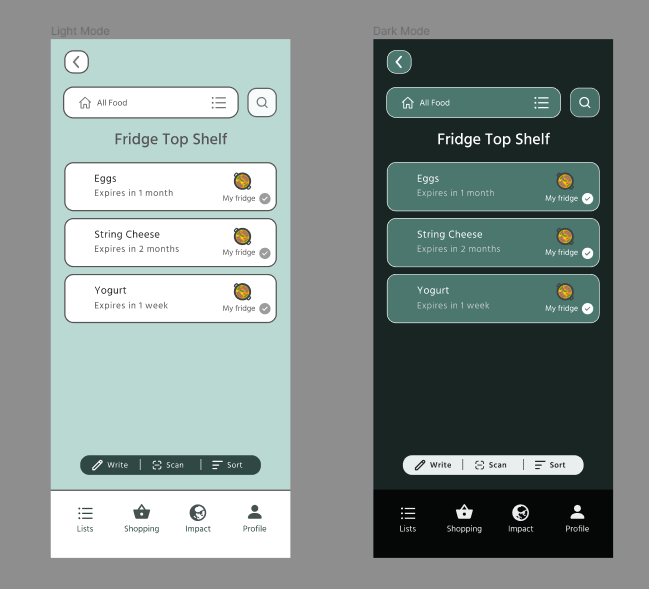 Light Mode
All Food
Fridge Top Shelf
Eggs
Expires in 1 month
My fridge
String Cheese
Expires in 2 months
My fridge
Yogurt
Expires in 1 week
My fridge
Write
Scan
Sort
Lists
Shopping
Impact
Profile
Dark Mode
All Food
Fridge Top Shelf
Eggs
Expires in 1 month
My fridge
String Cheese
Expires in 2 months
My fridge
Yogurt
Expires in 1 week
My fridge
Write
Scan
Sort
Lists
Shopping
Impact
Profile